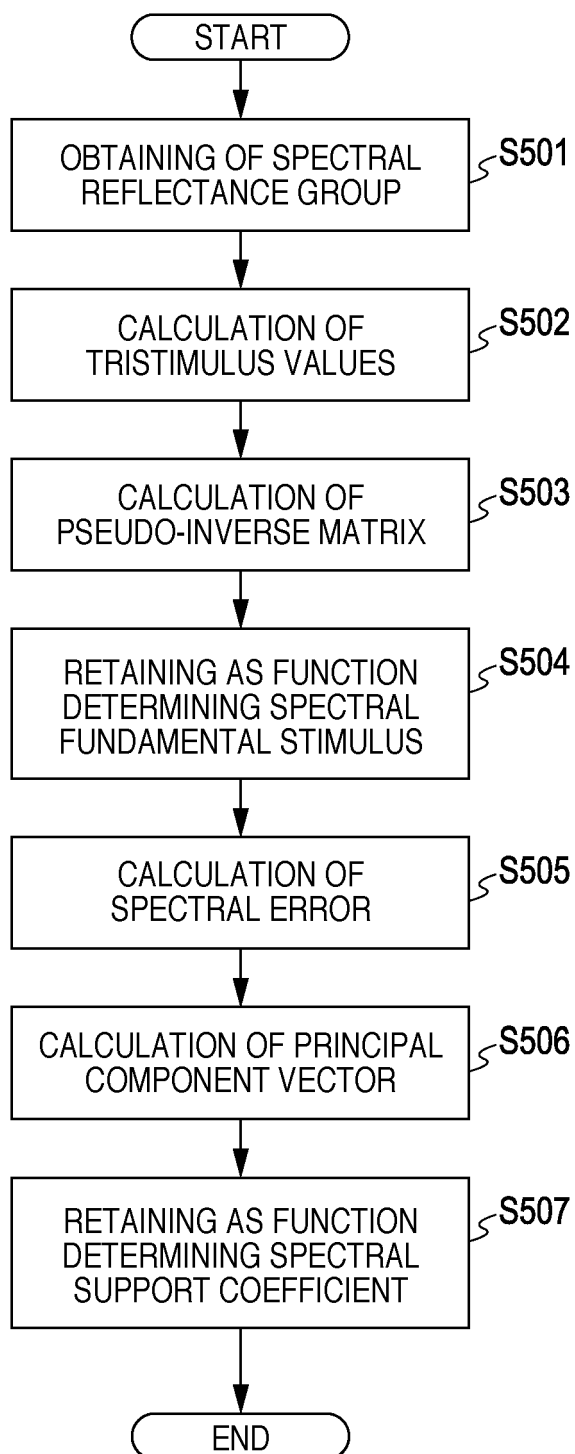 START
OBTAINING OF SPECTRAL
REFLECTANCE GROUP
S501
CALCULATION OF
TRISTIMULUS VALUES
S502
CALCULATION OF
PSEUDO-INVERSE MATRIX
S503
RETAINING AS FUNCTION
DETERMINING SPECTRAL
FUNDAMENTAL STIMULUS
S504
CALCULATION OF
SPECTRAL ERROR
S505
CALCULATION OF PRINCIPAL
COMPONENT VECTOR
S506
RETAINING AS FUNCTION
DETERMINING SPECTRAL
SUPPORT COEFFICIENT
S507
END